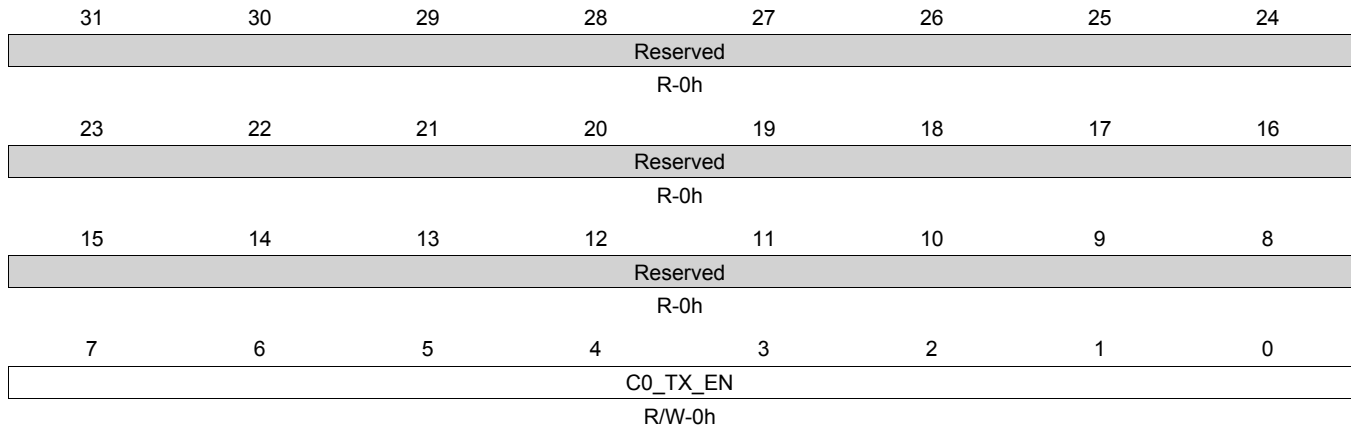 31 30 29 28 27 26 25 24
Reserved
R-0h
23 22 21 20 19 18 17 16
Reserved
R-0h
15 14 13 12 11 10 9 8
Reserved
R-0h
7 6 5 4 3 2 1 0
C0_TX_EN
R/W-0h